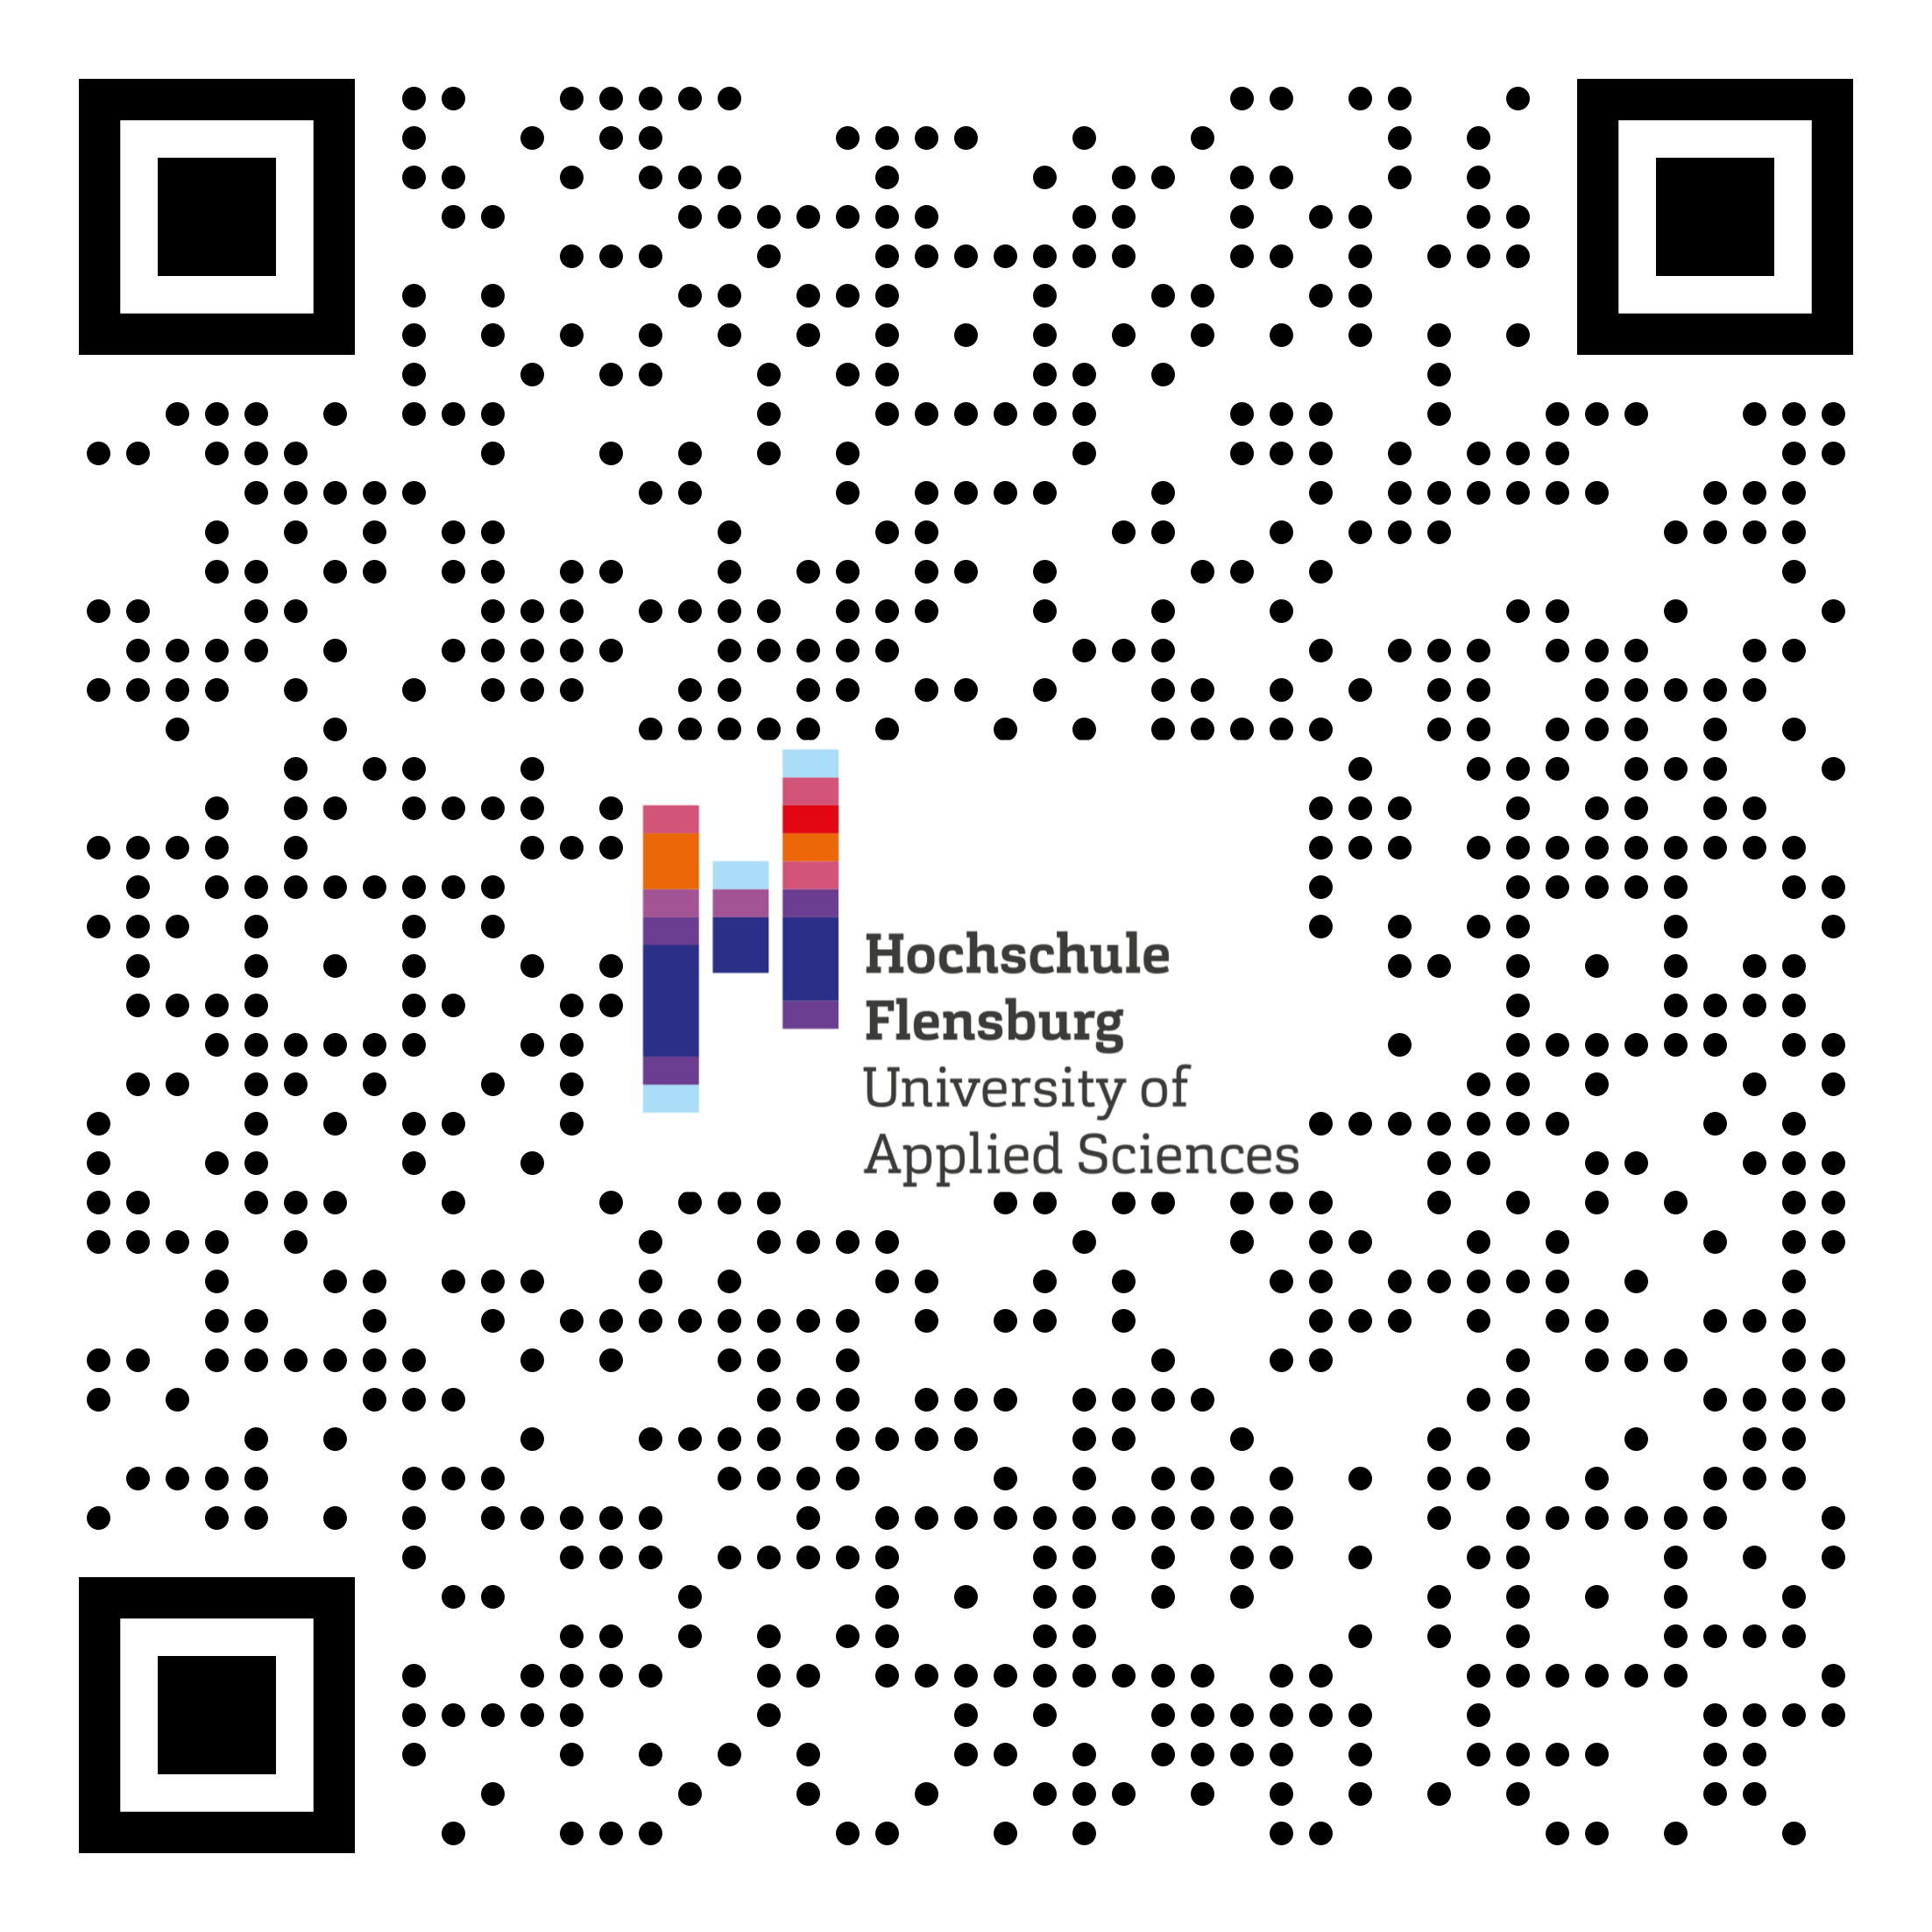 Hochschule
Flensburg
University of
Applied Sciences